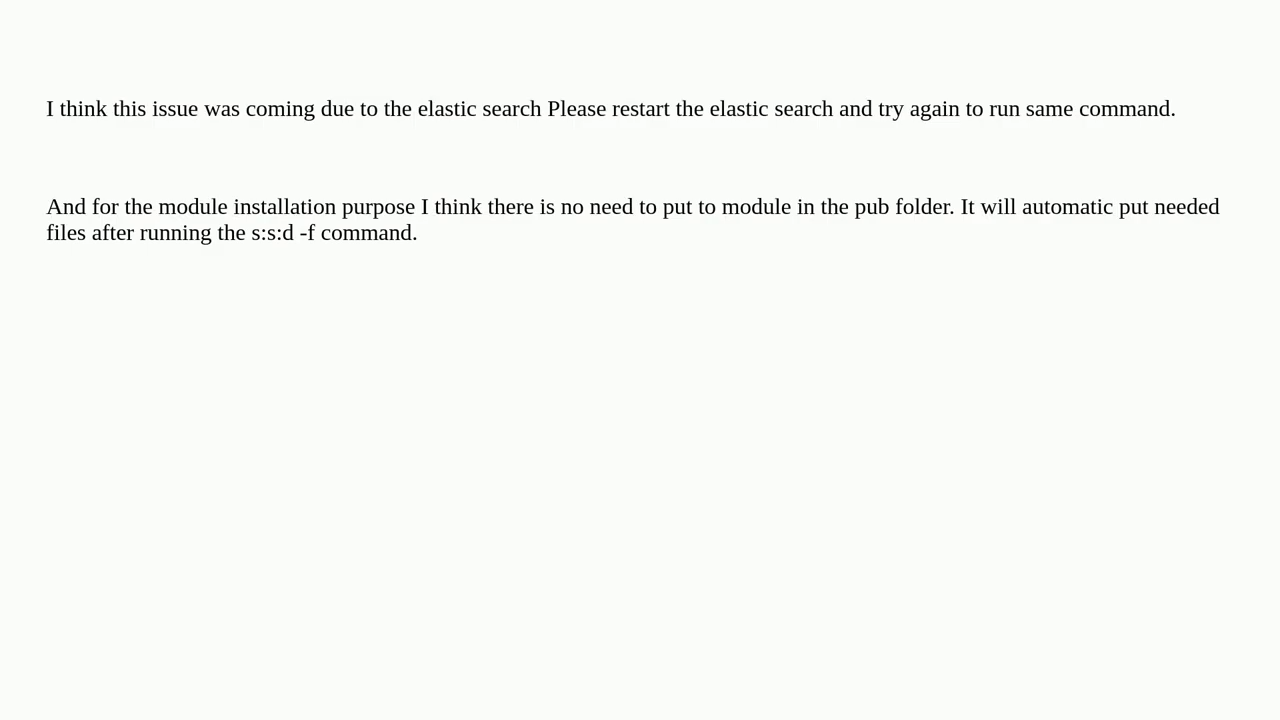 I think this issue was coming due to the elastic search Please restart the elastic search and try again to run same command.
And for the module installation purpose I think there is no need to put to module in the pub folder. It will automatic put needed
files after running the s:s:d -f command.